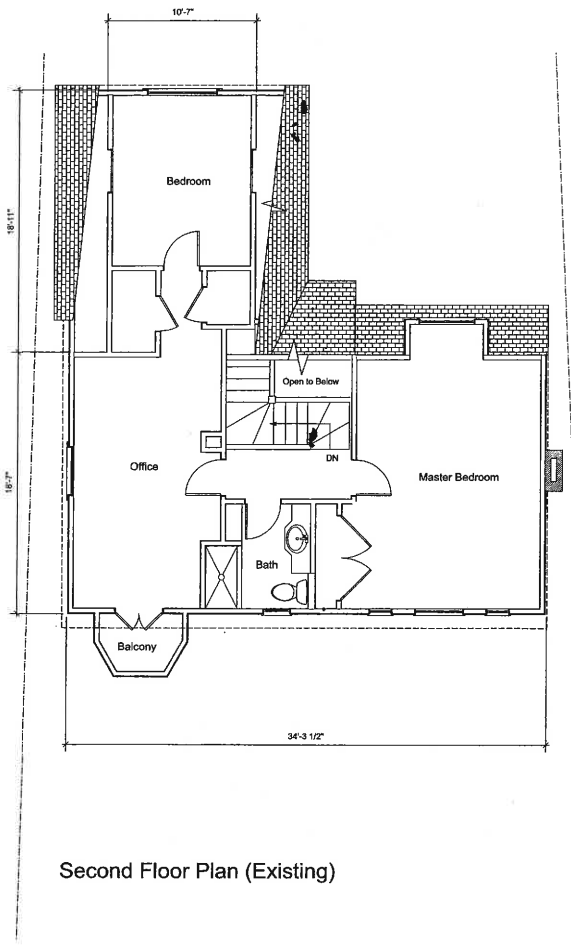 10'-7"
Bedroom
18'-11"
Open to Below
Office
DN
Master Bedroom
18'-7"
Bath
Balcony
34'-3 1/2"
Second Floor Plan (Existing)